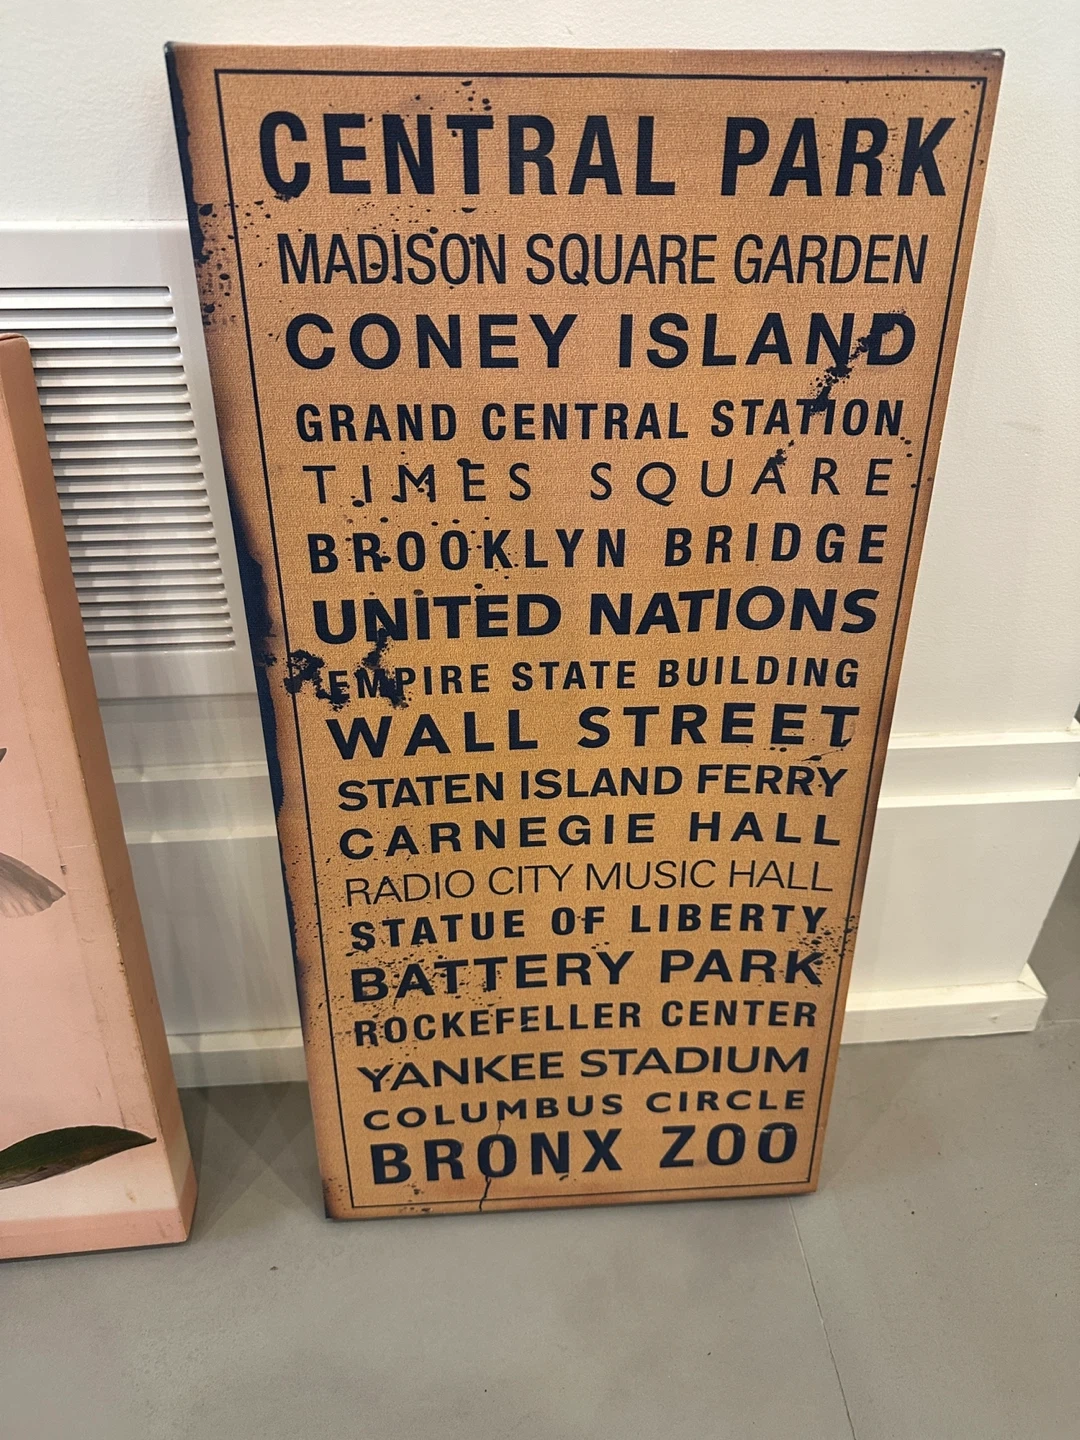 CENTRAL PARK
MADISON SQUARE GARDEN
CONEY ISLAND
GRAND CENTRAL STATION
TIMES SQUARE
BROOKLYN BRIDGE
UNITED NATIONS
EMPIRE STATE BUILDING
WALL STREET
STATEN ISLAND FERRY
CARNEGIE HALL
RADIO CITY MUSIC HALL
STATUE OF LIBERTY
BATTERY PARK
ROCKEFELLER CENTER
YANKEE STADIUM
COLUMBUS CIRCLE
BRONX ZOO